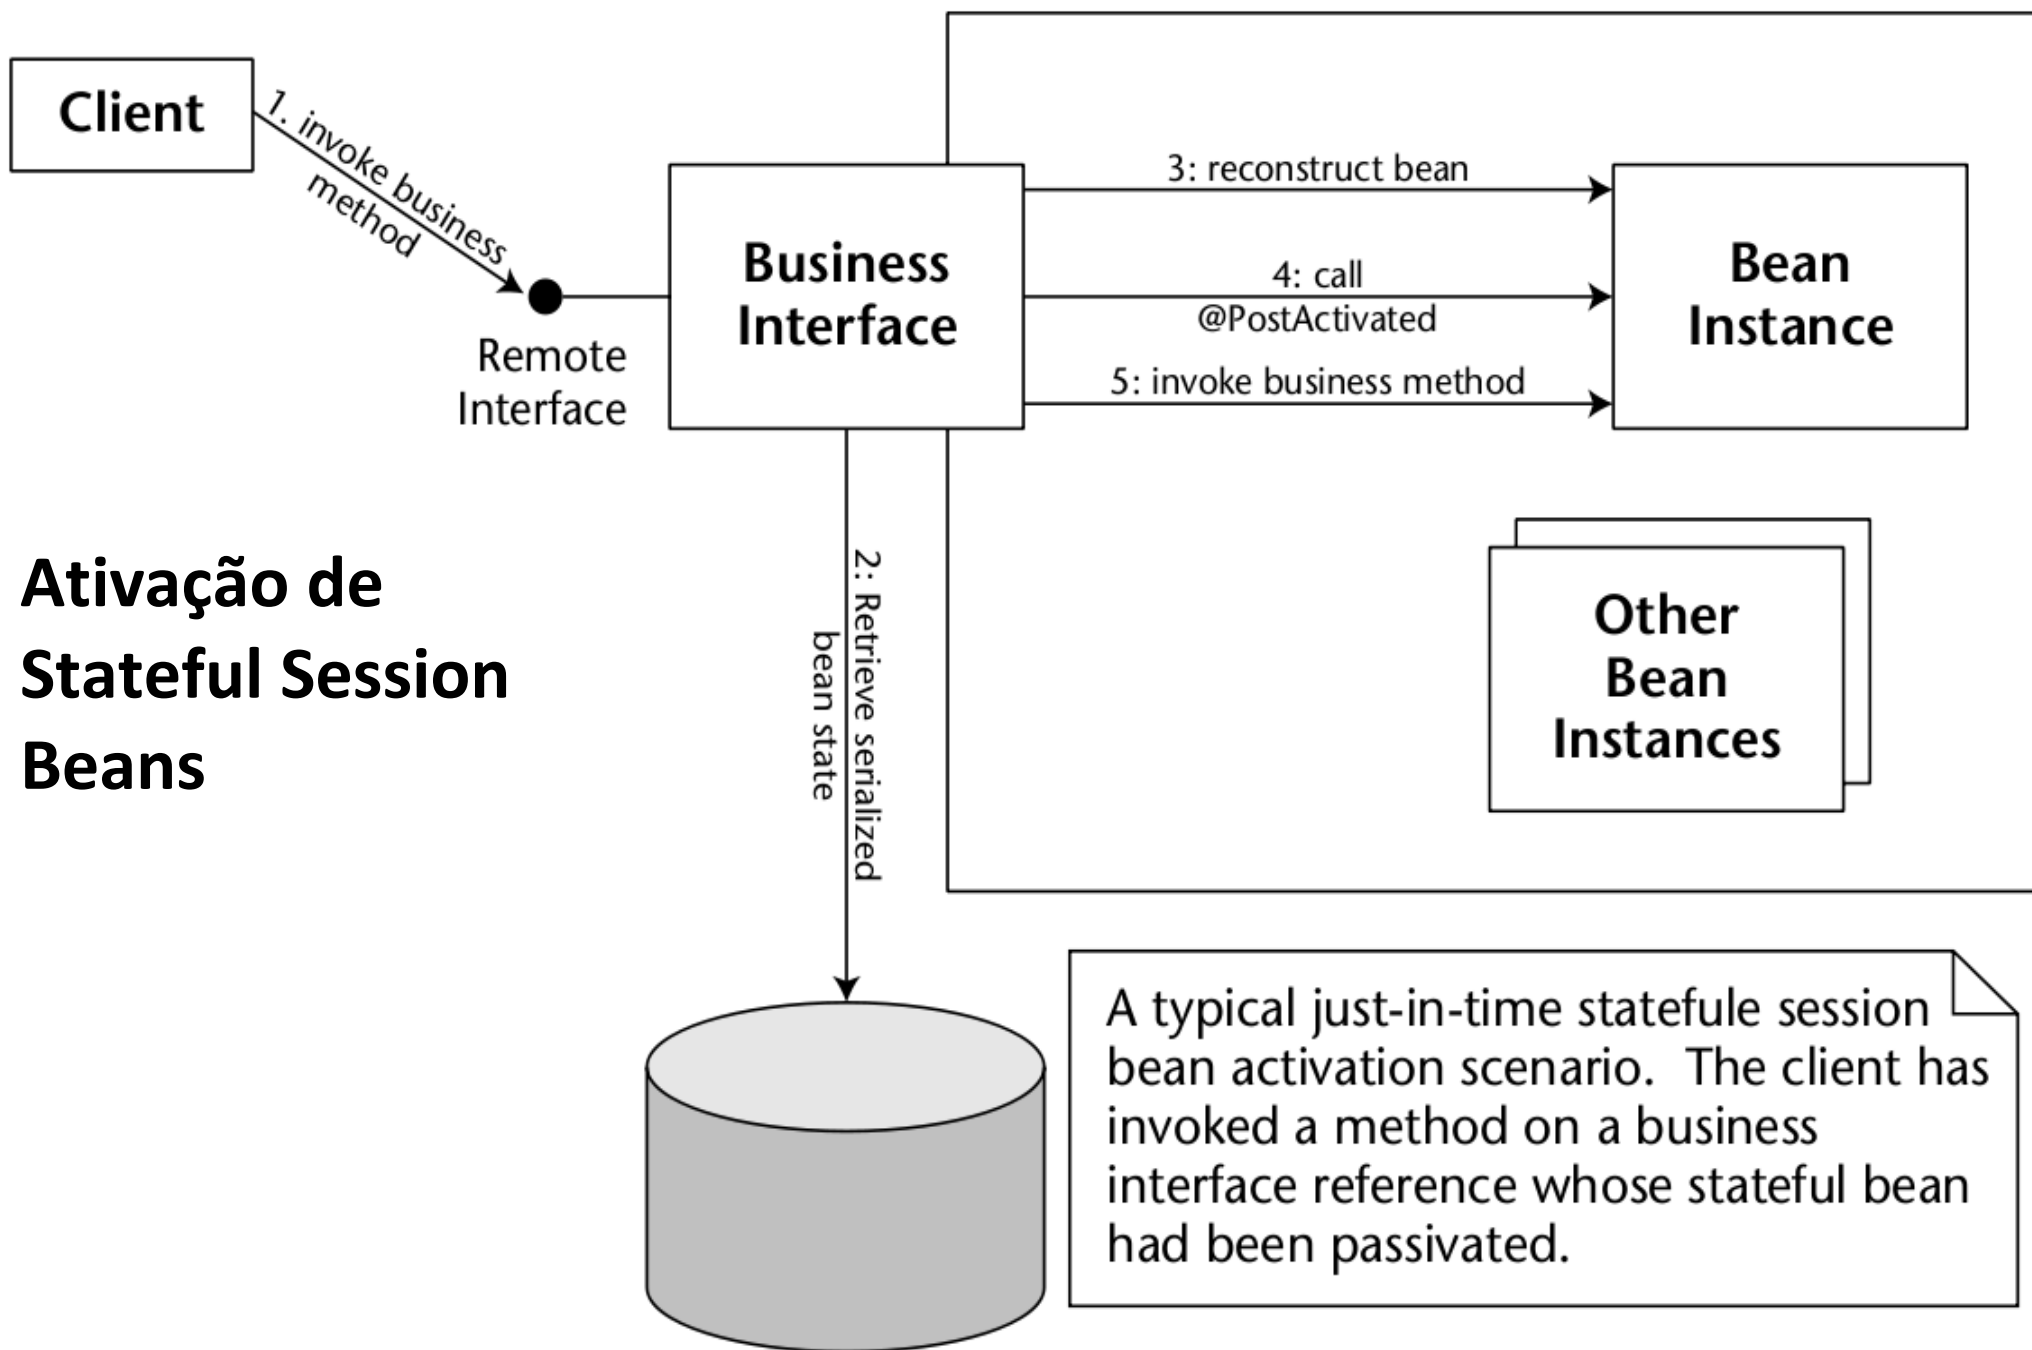 Client
1. invoke business
method
Remote
Interface
Business
Interface
3: reconstruct bean
4: call
@PostActivated
5: invoke business method
Bean
Instance
2: Retrieve serialized
bean state
Other
Bean
Instances
Ativação de
Stateful Session
Beans
A typical just-in-time statefule session
bean activation scenario.  The client has
invoked a method on a business
interface reference whose stateful bean
had been passivated.